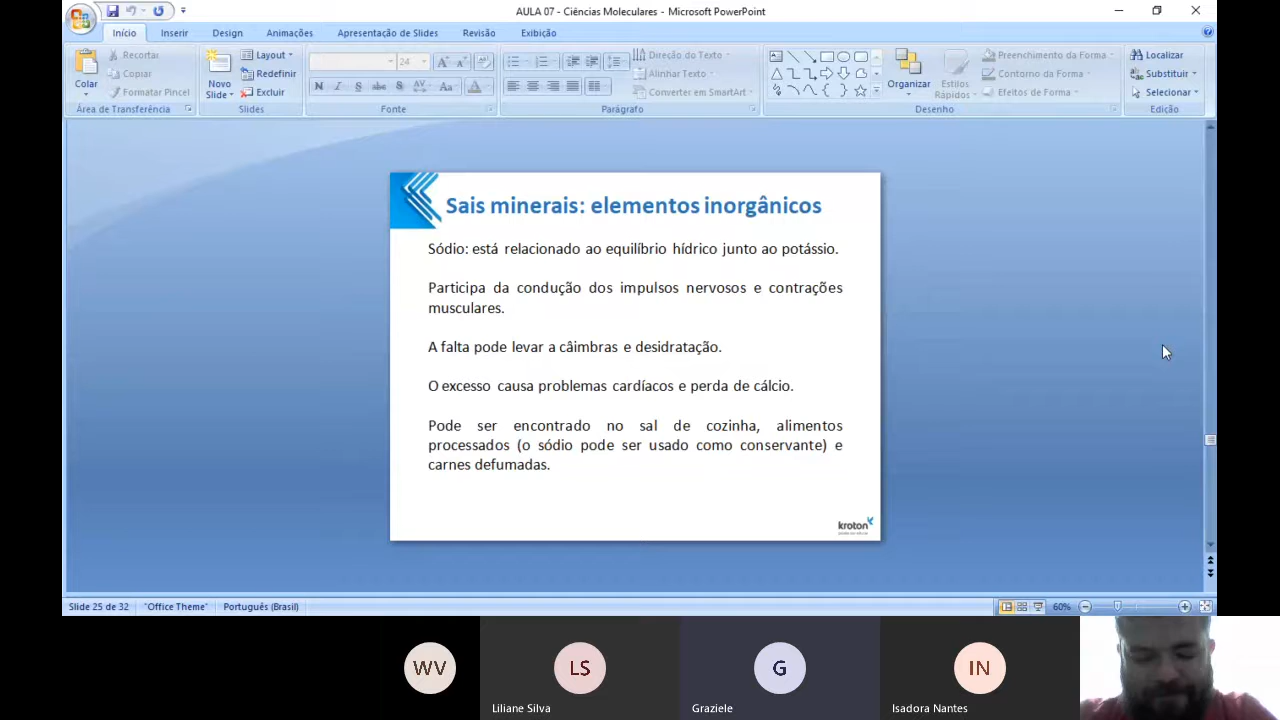 AULA 07 - Ciências Moleculares - Microsoft PowerPoint
Início Inserir Design Animações Apresentação de Slides Revisão Exibição
Recortar Layout 24 Direção do Texto Preenchimento da Forma Localizar
Copiar Redefinir Alinhar Texto Contorno da Forma Substituir
Colar Formatar Pincel Novo Slide Excluir N I S abc S AV Aa A Converter em SmartArt Organizar Estilos Rápidos Efeitos de Forma Selecionar
Área de Transferência Slides Fonte Parágrafo Desenho Edição
Sais minerais: elementos inorgânicos
Sódio: está relacionado ao equilíbrio hídrico junto ao potássio.
Participa da condução dos impulsos nervosos e contrações
musculares.
A falta pode levar a câimbras e desidratação.
O excesso causa problemas cardíacos e perda de cálcio.
Pode ser encontrado no sal de cozinha, alimentos
processados (o sódio pode ser usado como conservante) e
carnes defumadas.
kroton
Slide 25 de 32 "Office Theme" Português (Brasil) 60%
WV LS G IN
Liliane Silva Graziele Isadora Nantes